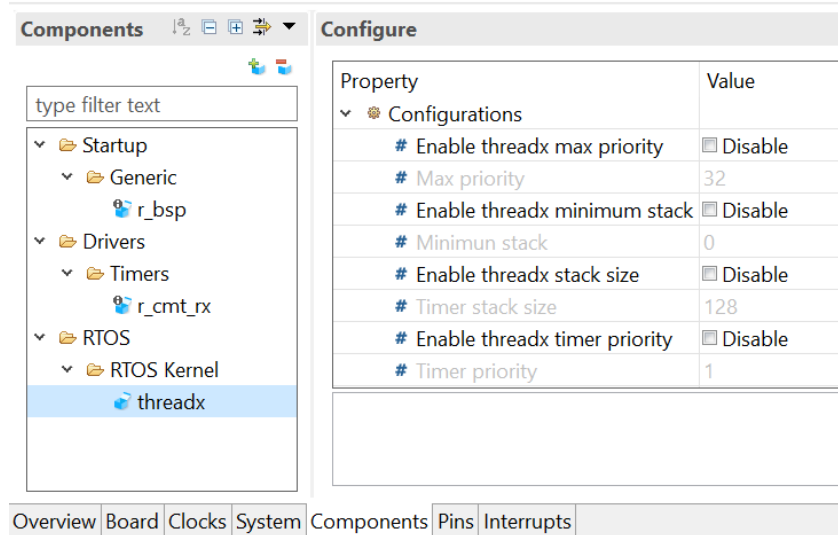 Components
Configure
type filter text
Startup
Generic
r_bsp
Drivers
Timers
r_cmt_rx
RTOS
RTOS Kernel
threadx
Property Value
Configurations
# Enable threadx max priority Disable
# Max priority 32
# Enable threadx minimum stack Disable
# Minimun stack 0
# Enable threadx stack size Disable
# Timer stack size 128
# Enable threadx timer priority Disable
# Timer priority 1
Overview Board Clocks System Components Pins Interrupts